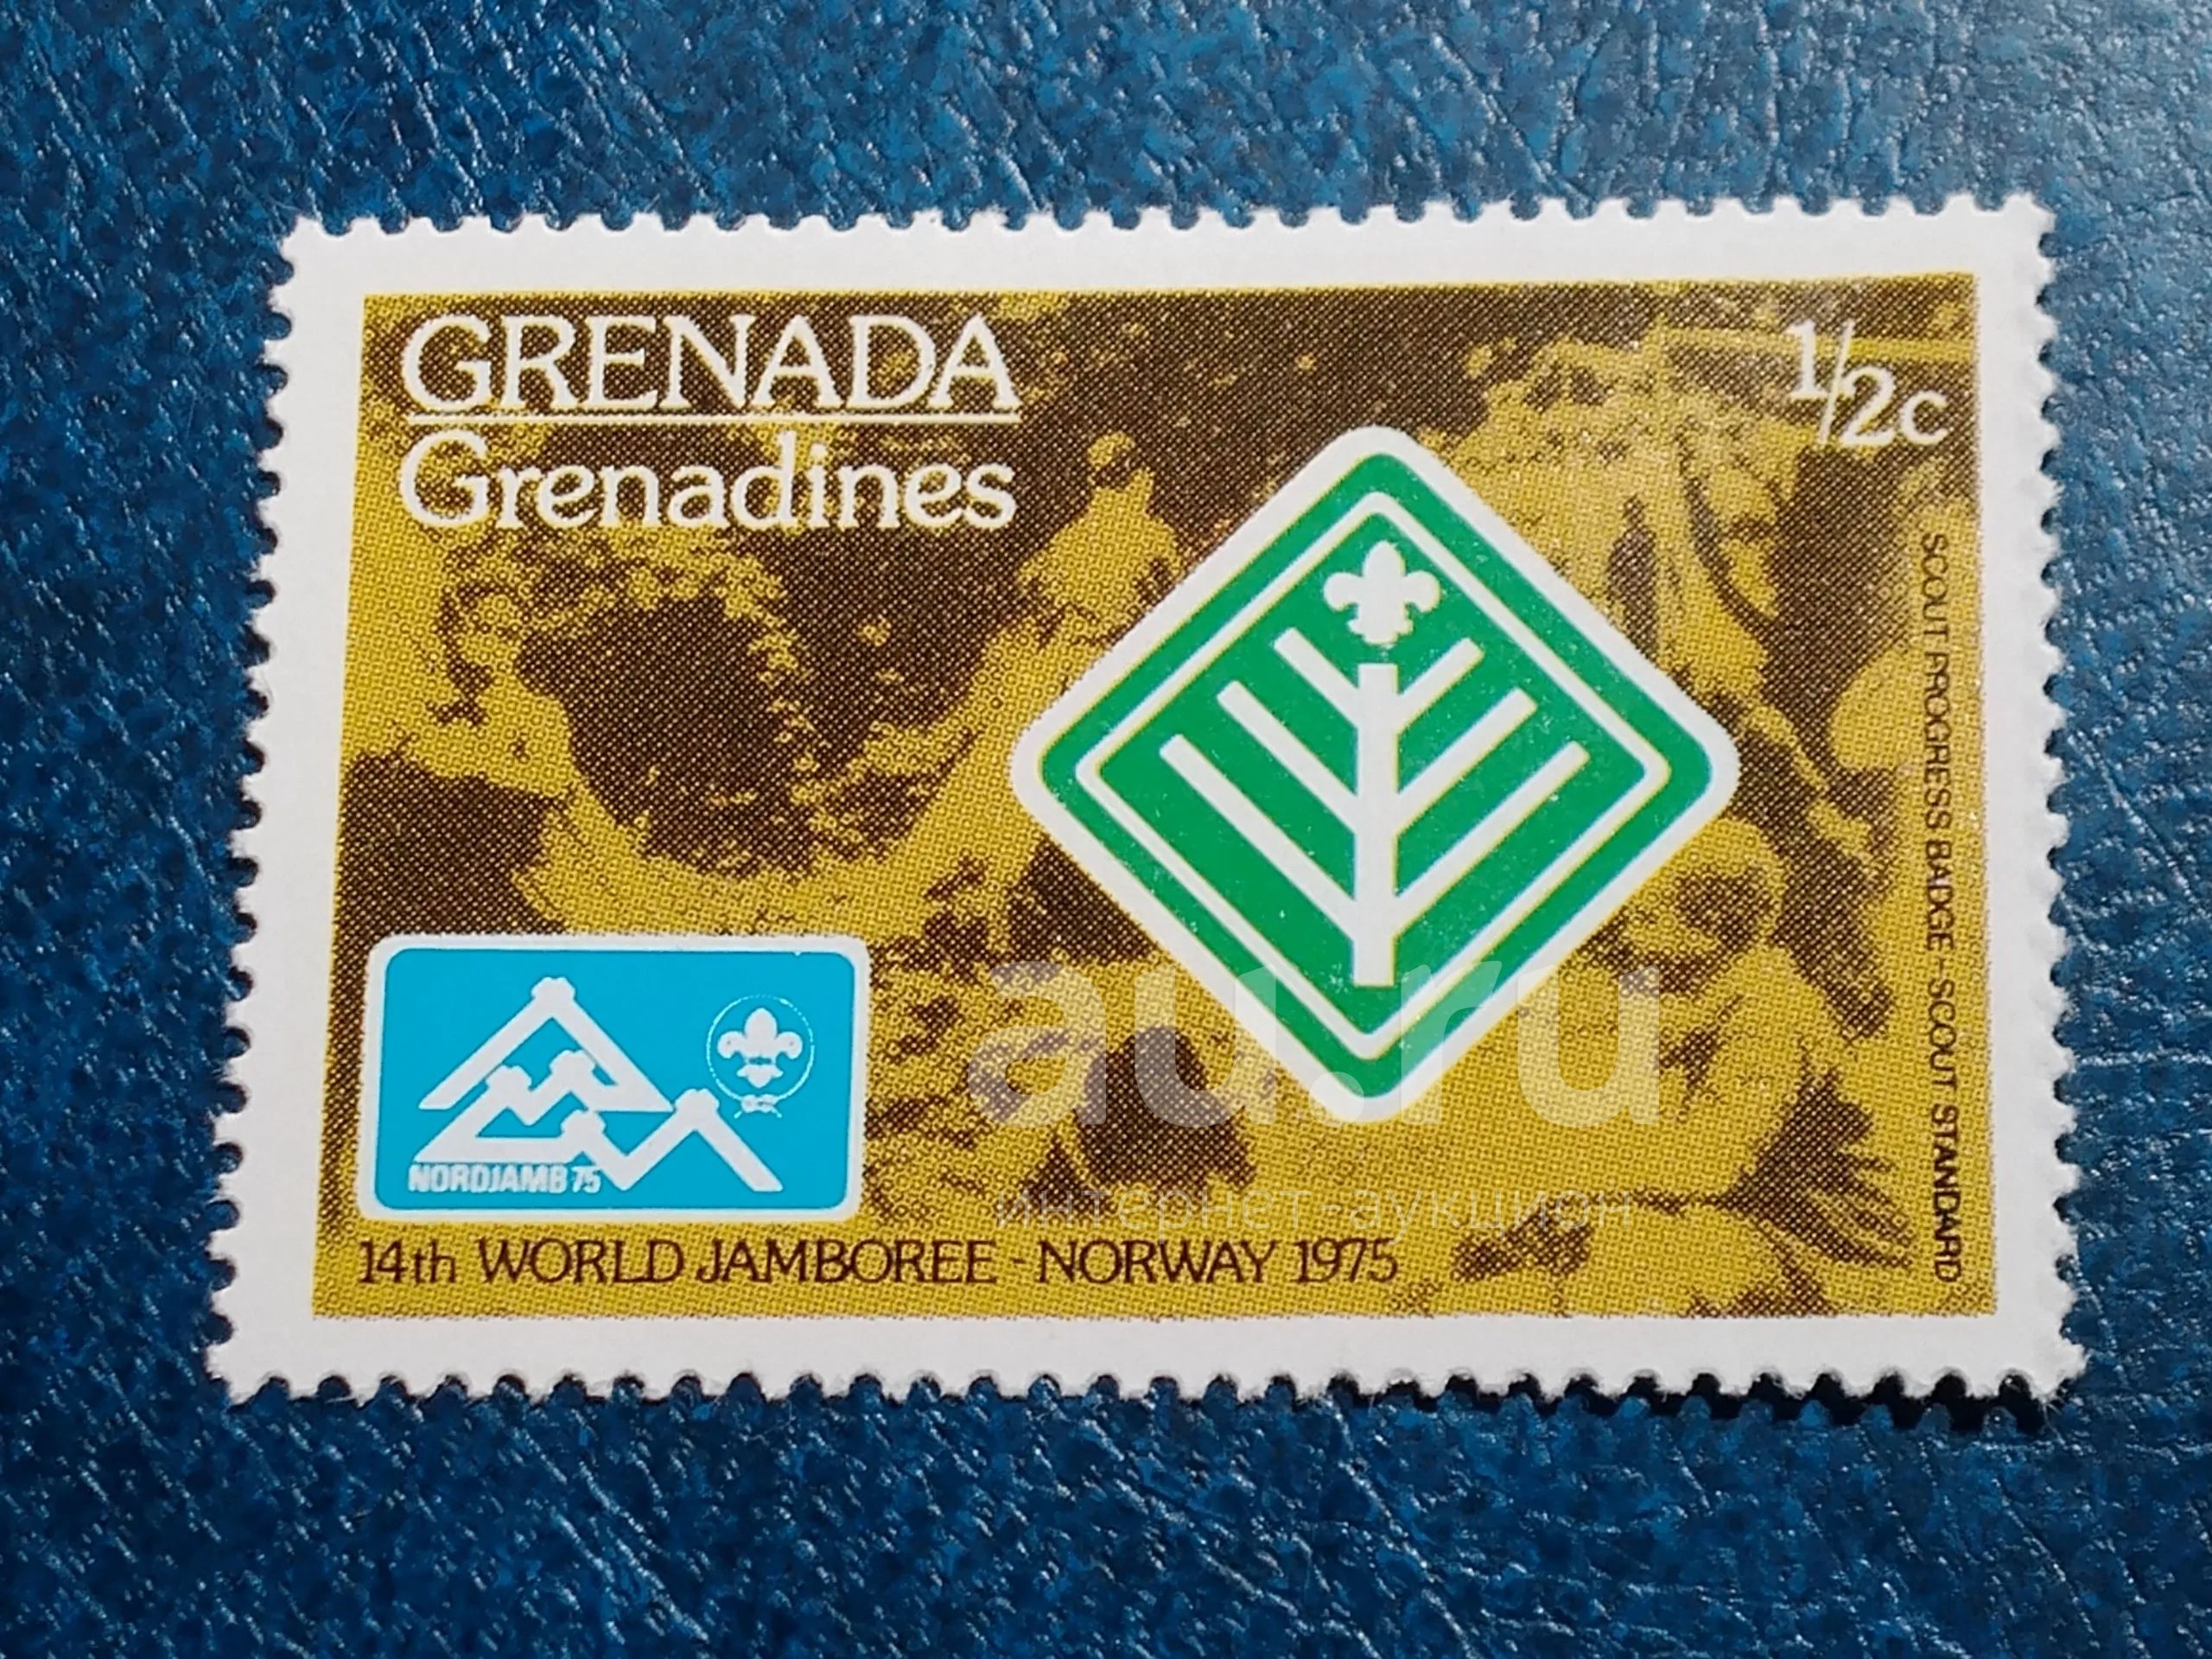 GRENADA
Grenadines
1/2c
SCOUT PROGRESS BADGE - SCOUT STANDARD
NORDJAMB 75
14th WORLD JAMBOREE - NORWAY 1975
au.ru
интернет-аукцион